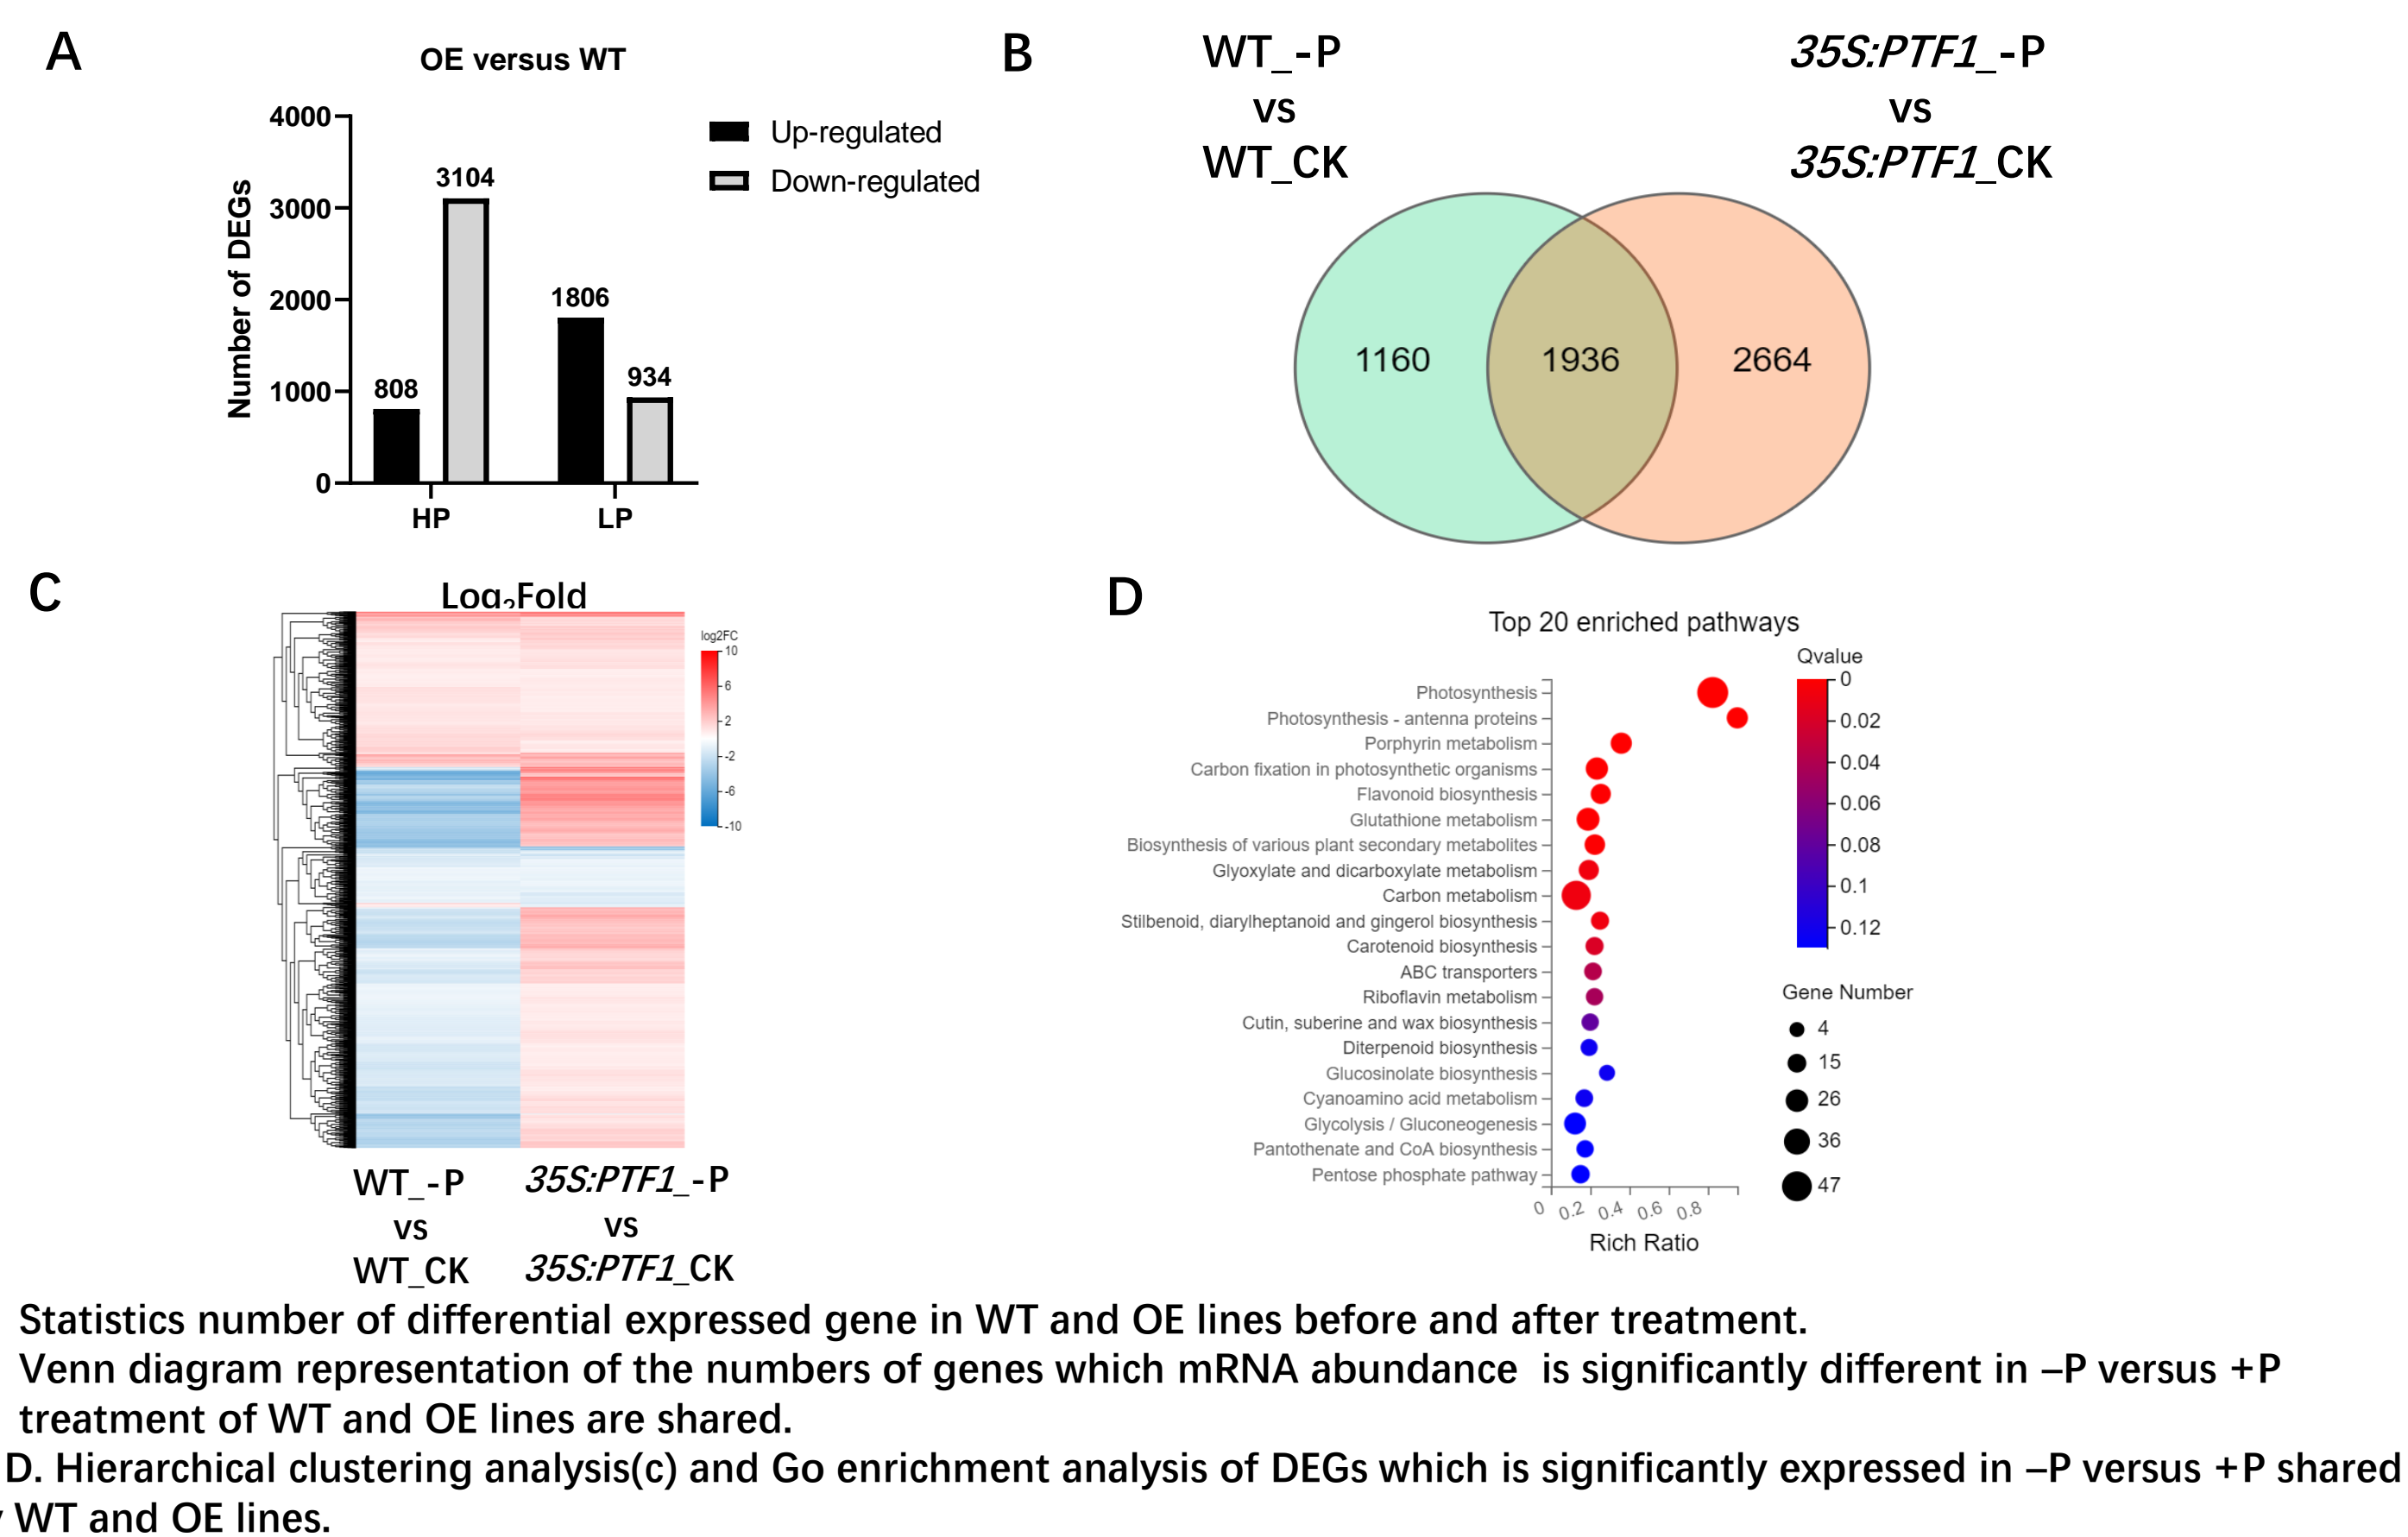 A
OE versus WT
Number of DEGs
4000
3000
2000
1000
0
808
3104
1806
934
HP
LP
Up-regulated
Down-regulated
B
WT_-P
vs
WT_CK
35S:PTF1_-P
vs
35S:PTF1_CK
1160
1936
2664
C
Log2Fold
log2FC
10
6
2
-2
-6
-10
WT_-P
vs
WT_CK
35S:PTF1_-P
vs
35S:PTF1_CK
D
Top 20 enriched pathways
Photosynthesis
Photosynthesis - antenna proteins
Porphyrin metabolism
Carbon fixation in photosynthetic organisms
Flavonoid biosynthesis
Glutathione metabolism
Biosynthesis of various plant secondary metabolites
Glyoxylate and dicarboxylate metabolism
Carbon metabolism
Stilbenoid, diarylheptanoid and gingerol biosynthesis
Carotenoid biosynthesis
ABC transporters
Riboflavin metabolism
Cutin, suberine and wax biosynthesis
Diterpenoid biosynthesis
Glucosinolate biosynthesis
Cyanoamino acid metabolism
Glycolysis / Gluconeogenesis
Pantothenate and CoA biosynthesis
Pentose phosphate pathway
0 0.2 0.4 0.6 0.8
Rich Ratio
Qvalue
0
0.02
0.04
0.06
0.08
0.1
0.12
Gene Number
4
15
26
36
47
Statistics number of differential expressed gene in WT and OE lines before and after treatment.
Venn diagram representation of the numbers of genes which mRNA abundance is significantly different in –P versus +P
treatment of WT and OE lines are shared.
D. Hierarchical clustering analysis(c) and Go enrichment analysis of DEGs which is significantly expressed in –P versus +P shared
WT and OE lines.